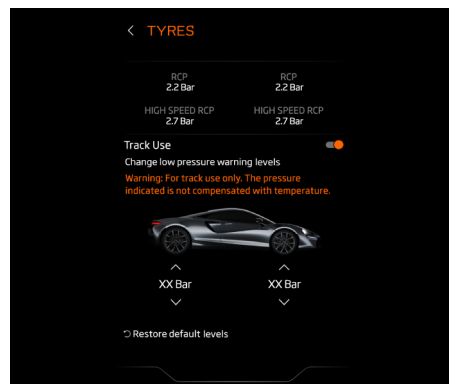 TYRES
RCP RCP
2.2 Bar 2.2 Bar
HIGH SPEED RCP HIGH SPEED RCP
2.7 Bar 2.7 Bar
Track Use
Change low pressure warning levels
Warning: For track use only. The pressure
indicated is not compensated with temperature.
XX Bar XX Bar
Restore default levels